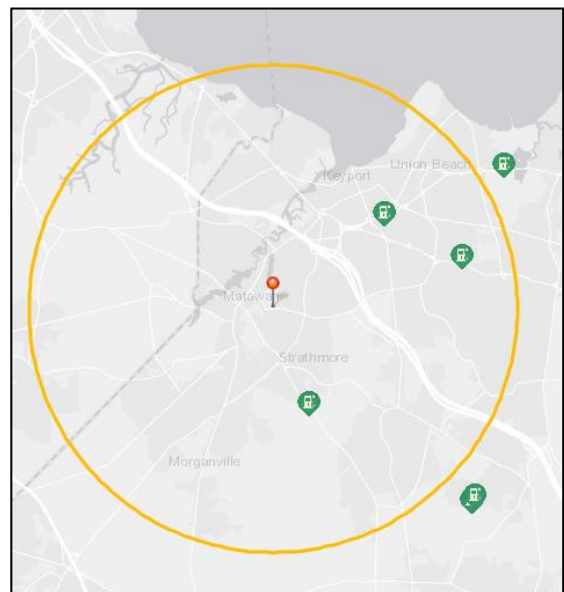 Union Beach
Keyport
Matawan
Strathmore
Morganville